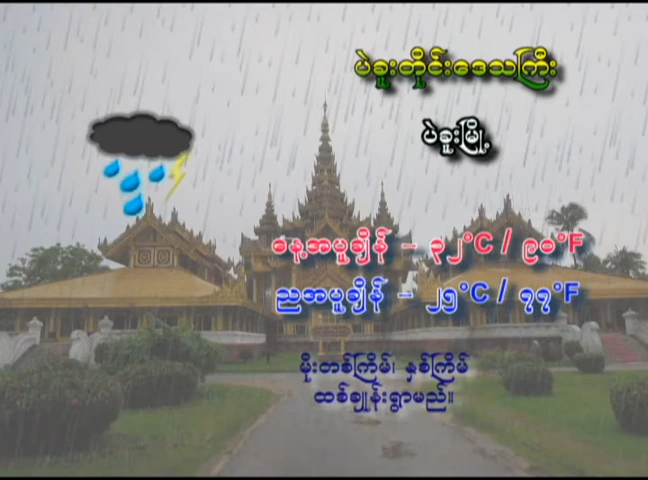 ပဲခူးတိုင်းဒေသကြီး
ပဲခူးမြို့
နေ့အပူချိန် – ၃၂°C / ၉၀°F
ညအပူချိန် – ၂၅°C / ၇၇°F
မိုးတစ်ကြိမ်၊ နှစ်ကြိမ်
ထစ်ချုန်းရွာမည်။